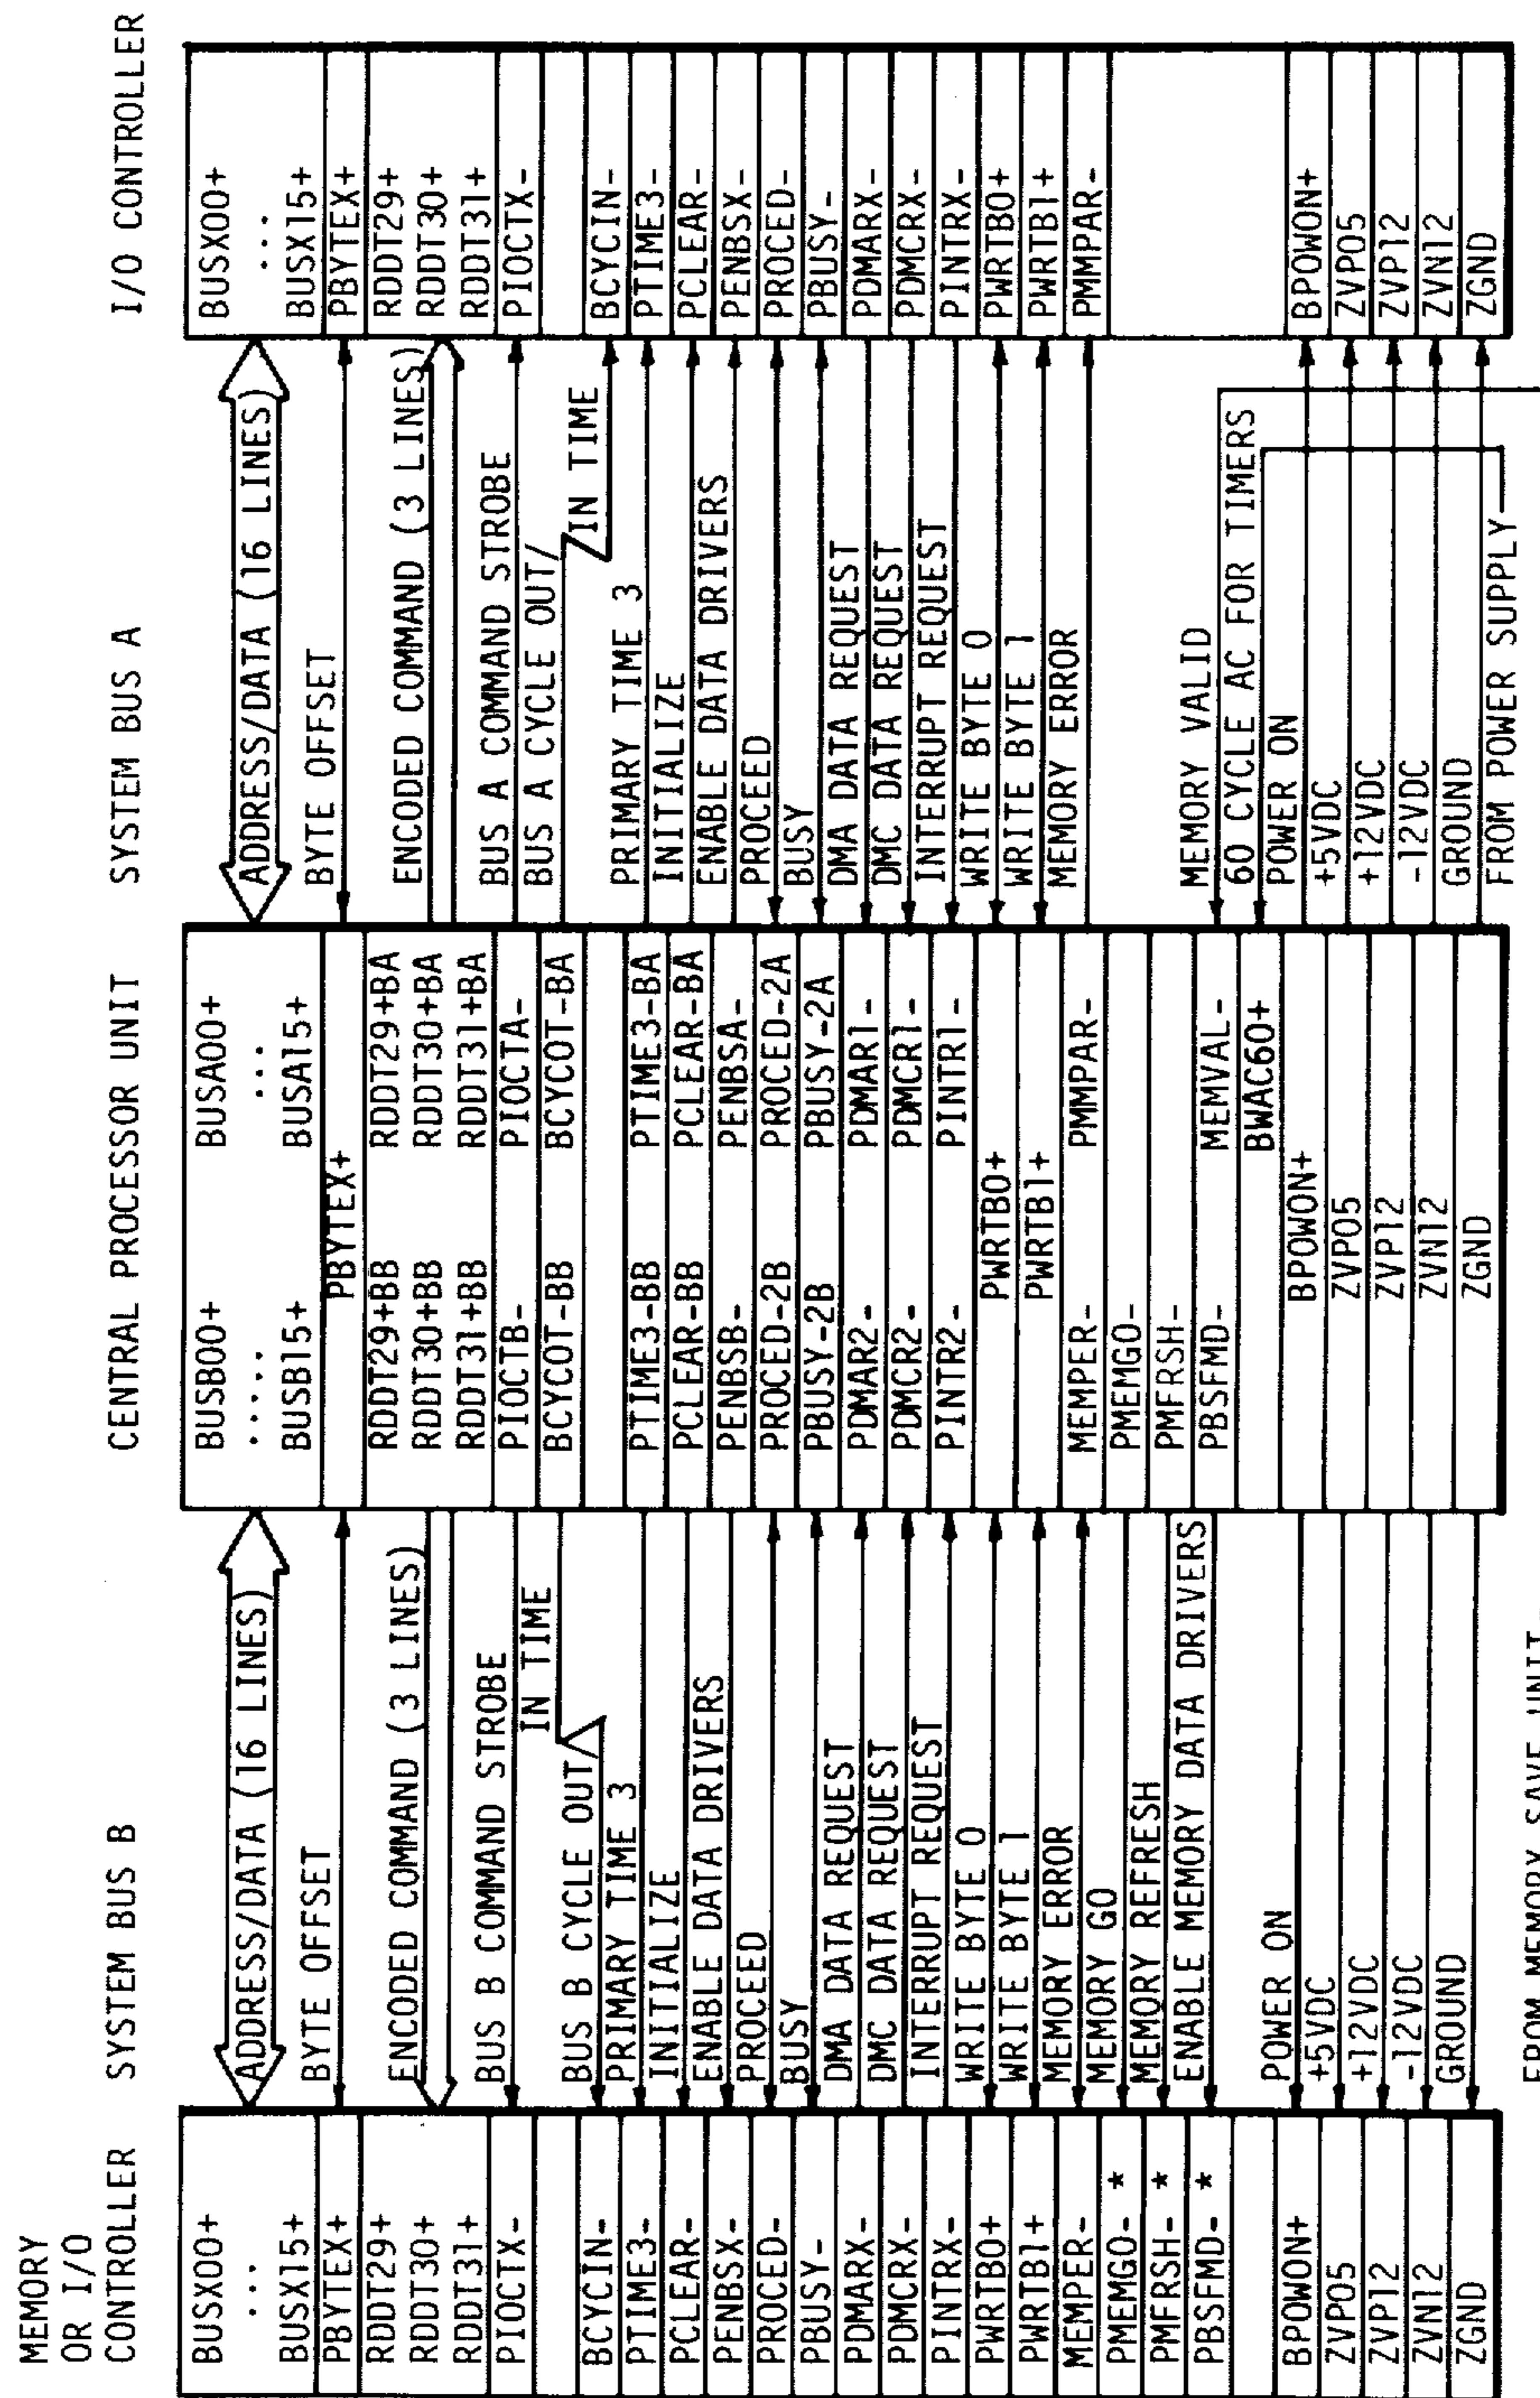 MEMORY
OR I/O
CONTROLLER
SYSTEM BUS B
CENTRAL PROCESSOR UNIT
SYSTEM BUS A
I/O CONTROLLER
BUSX00+
...
BUSX15+
PBYTEX+
RDDT29+
RDDT30+
RDDT31+
PIOCTX-
BCYCIN-
PTIME3-
PCLEAR-
PENBSX-
PROCED-
PBUSY-
PDMARX-
PDMCRX-
PINTRX-
PWRTB0+
PWRTB1+
MEMPER-
PMEMGO- *
PMFRSH- *
PBSFMD- *
BPOWON+
ZVP05
ZVP12
ZVN12
ZGND
ADDRESS/DATA (16 LINES)
BYTE OFFSET
ENCODED COMMAND (3 LINES)
BUS B COMMAND STROBE
IN TIME
BUS B CYCLE OUT/
PRIMARY TIME 3
INITIALIZE
ENABLE DATA DRIVERS
PROCEED
BUSY
DMA DATA REQUEST
DMC DATA REQUEST
INTERRUPT REQUEST
WRITE BYTE 0
WRITE BYTE 1
MEMORY ERROR
MEMORY GO
MEMORY REFRESH
ENABLE MEMORY DATA DRIVERS
POWER ON
+5VDC
+12VDC
-12VDC
GROUND
FROM MEMORY SAVE UNIT
BUSB00+ BUSA00+
..... ...
BUSB15+ BUSA15+
PBYTEX+
RDDT29+BB RDDT29+BA
RDDT30+BB RDDT30+BA
RDDT31+BB RDDT31+BA
PIOCTB- PIOCTA-
BCYCOT-BB BCYCOT-BA
PTIME3-BB PTIME3-BA
PCLEAR-BB PCLEAR-BA
PENBSB- PENBSA-
PROCED-2B PROCED-2A
PBUSY-2B PBUSY-2A
PDMAR2- PDMAR1-
PDMCR2- PDMCR1-
PINTR2- PINTR1-
PWRTB0+
PWRTB1+
MEMPER- PMMPAR-
PMEMGO-
PMFRSH-
PBSFMD- MEMVAL-
BWAC60+
BPOWON+
ZVP05
ZVP12
ZVN12
ZGND
ADDRESS/DATA (16 LINES)
BYTE OFFSET
ENCODED COMMAND (3 LINES)
BUS A COMMAND STROBE
BUS A CYCLE OUT/
IN TIME
PRIMARY TIME 3
INITIALIZE
ENABLE DATA DRIVERS
PROCEED
BUSY
DMA DATA REQUEST
DMC DATA REQUEST
INTERRUPT REQUEST
WRITE BYTE 0
WRITE BYTE 1
MEMORY ERROR
MEMORY VALID
60 CYCLE AC FOR TIMERS
POWER ON
+5VDC
+12VDC
-12VDC
GROUND
FROM POWER SUPPLY
BUSX00+
...
BUSX15+
PBYTEX+
RDDT29+
RDDT30+
RDDT31+
PIOCTX-
BCYCIN-
PTIME3-
PCLEAR-
PENBSX-
PROCED-
PBUSY-
PDMARX-
PDMCRX-
PINTRX-
PWRTB0+
PWRTB1+
PMMPAR-
BPOWON+
ZVP05
ZVP12
ZVN12
ZGND